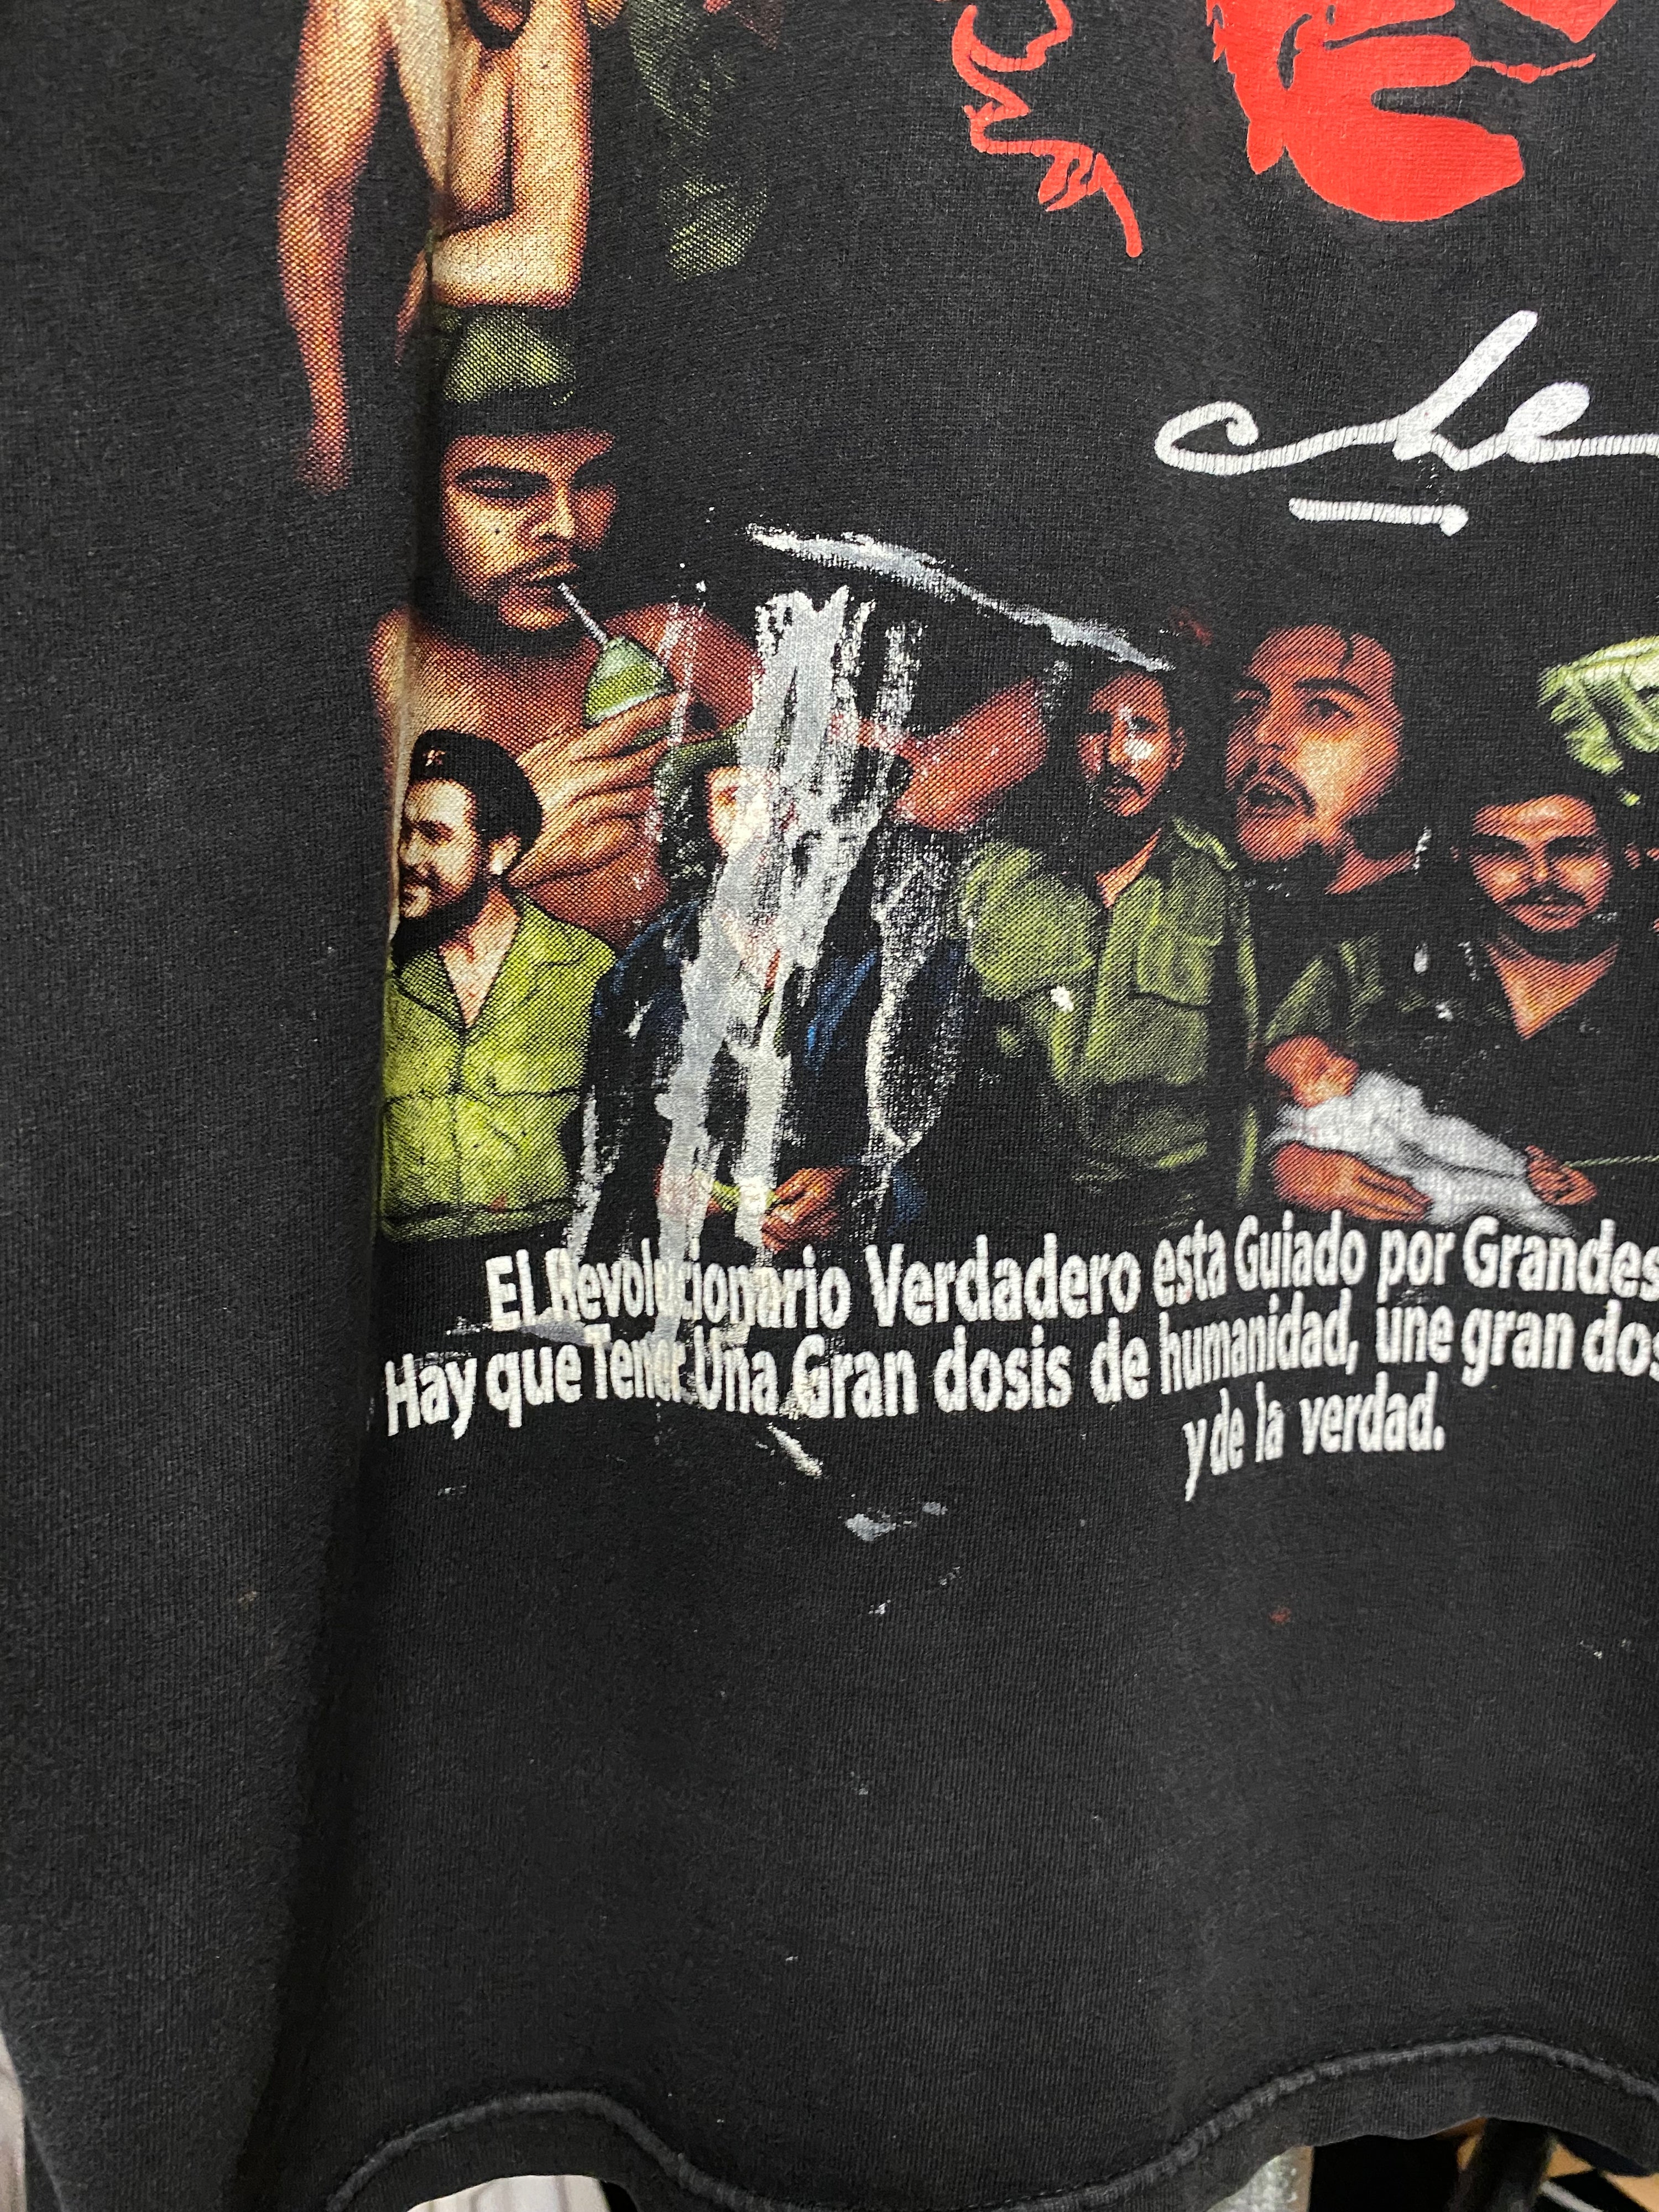 che
El Revolucionario Verdadero esta Guiado por Grandes
Hay que Tener Una Gran dosis de humanidad, une gran dos
y de la verdad.